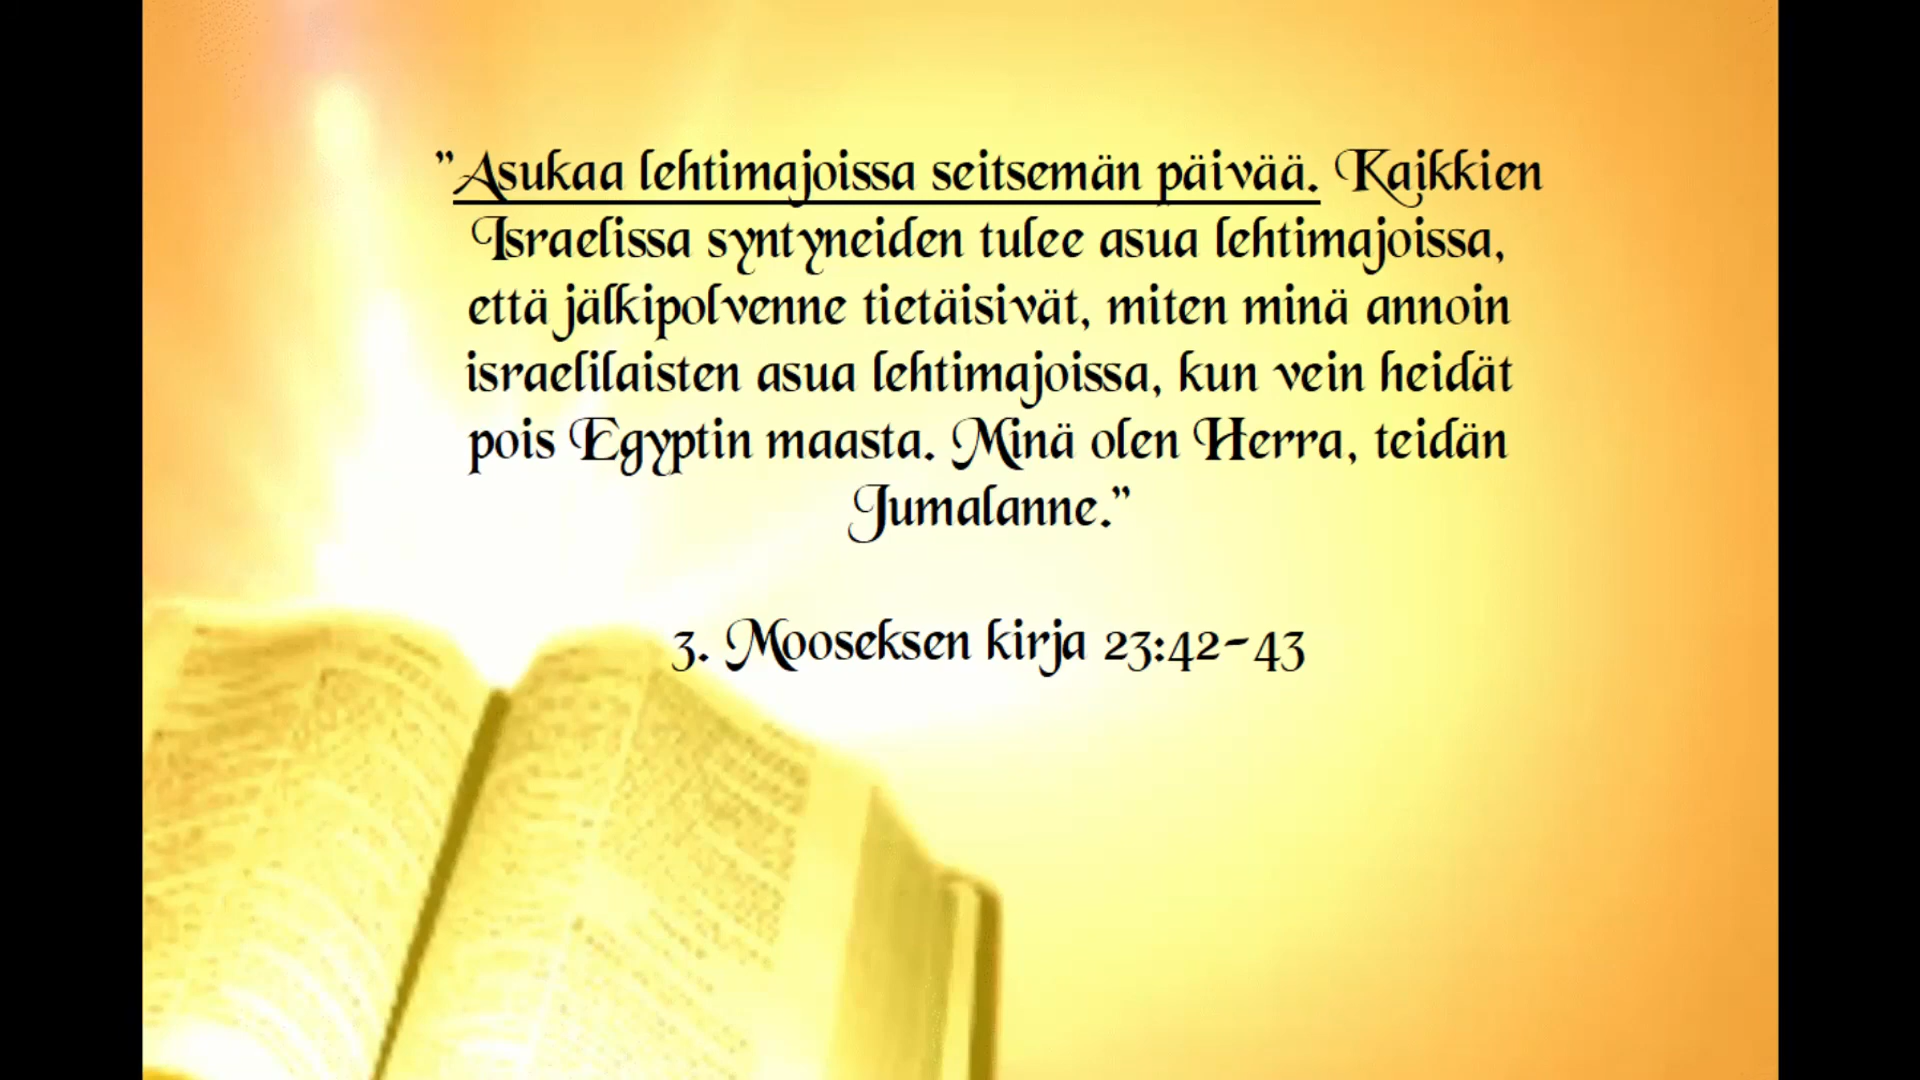 "Asukaa lehtimajoissa seitsemän päivää. Kaikkien
Israelissa syntyneiden tulee asua lehtimajoissa,
että jälkipolvenne tietäisivät, miten minä annoin
israelilaisten asua lehtimajoissa, kun vein heidät
pois Egyptin maasta. Minä olen Herra, teidän
Jumalanne."
3. Mooseksen kirja 23:42-43